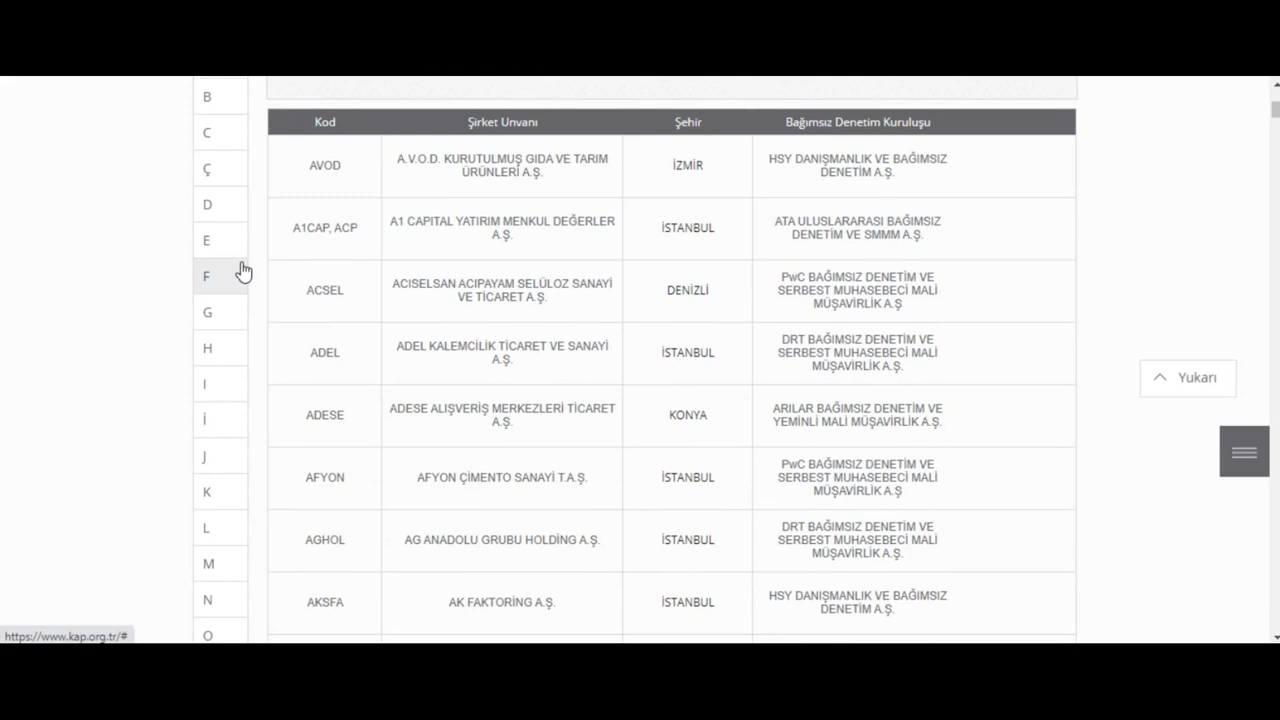 B
C
Ç
D
E
F
G
H
I
İ
J
K
L
M
N
O
Kod Şirket Unvanı Şehir Bağımsız Denetim Kuruluşu
AVOD
A.V.O.D. KURUTULMUŞ GIDA VE TARIM
ÜRÜNLERİ A.Ş.
İZMİR
HSY DANIŞMANLIK VE BAĞIMSIZ
DENETİM A.Ş.
A1CAP, ACP
A1 CAPITAL YATIRIM MENKUL DEĞERLER
A.Ş.
İSTANBUL
ATA ULUSLARARASI BAĞIMSIZ
DENETİM VE SMMM A.Ş.
ACSEL
ACISELSAN ACIPAYAM SELÜLOZ SANAYİ
VE TİCARET A.Ş.
DENİZLİ
PwC BAĞIMSIZ DENETİM VE
SERBEST MUHASEBECİ MALİ
MÜŞAVİRLİK A.Ş
ADEL
ADEL KALEMCİLİK TİCARET VE SANAYİ
A.Ş.
İSTANBUL
DRT BAĞIMSIZ DENETİM VE
SERBEST MUHASEBECİ MALİ
MÜŞAVİRLİK A.Ş.
ADESE
ADESE ALIŞVERİŞ MERKEZLERİ TİCARET
A.Ş.
KONYA
ARILAR BAĞIMSIZ DENETİM VE
YEMİNLİ MALİ MÜŞAVİRLİK A.Ş.
AFYON
AFYON ÇİMENTO SANAYİ T.A.Ş.
İSTANBUL
PwC BAĞIMSIZ DENETİM VE
SERBEST MUHASEBECİ MALİ
MÜŞAVİRLİK A.Ş
AGHOL
AG ANADOLU GRUBU HOLDİNG A.Ş.
İSTANBUL
DRT BAĞIMSIZ DENETİM VE
SERBEST MUHASEBECİ MALİ
MÜŞAVİRLİK A.Ş.
AKSFA
AK FAKTORİNG A.Ş.
İSTANBUL
HSY DANIŞMANLIK VE BAĞIMSIZ
DENETİM A.Ş.
Yukarı
https://www.kap.org.tr/#